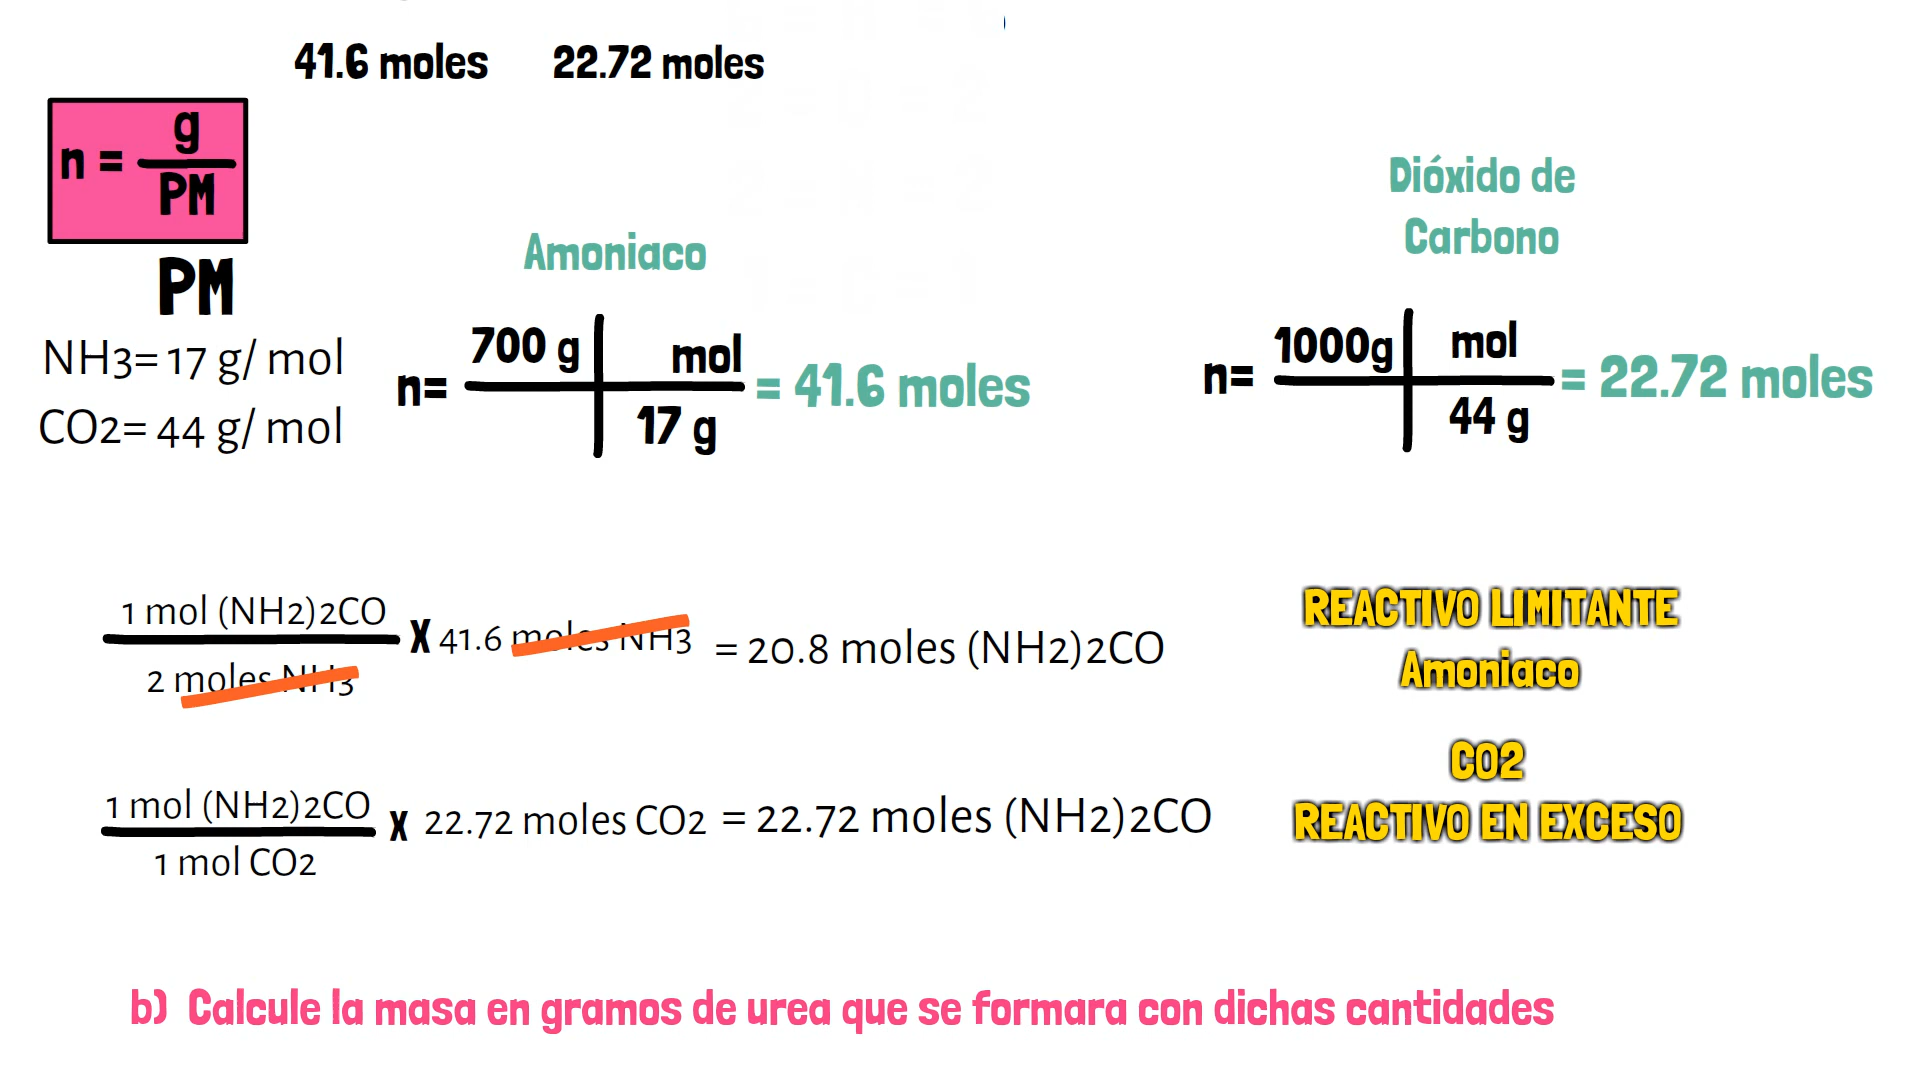 41.6 moles 22.72 moles
n = g
PM
PM
NH3= 17 g/ mol
CO2= 44 g/ mol
Amoniaco
n= 700 g mol = 41.6 moles
17 g
Dióxido de
Carbono
n= 1000g mol = 22.72 moles
44 g
1 mol (NH2)2CO
2 moles NH3
x 41.6 moles NH3 = 20.8 moles (NH2)2CO
1 mol (NH2)2CO
1 mol CO2
x 22.72 moles CO2 = 22.72 moles (NH2)2CO
REACTIVO LIMITANTE
Amoniaco
CO2
REACTIVO EN EXCESO
b) Calcule la masa en gramos de urea que se formara con dichas cantidades